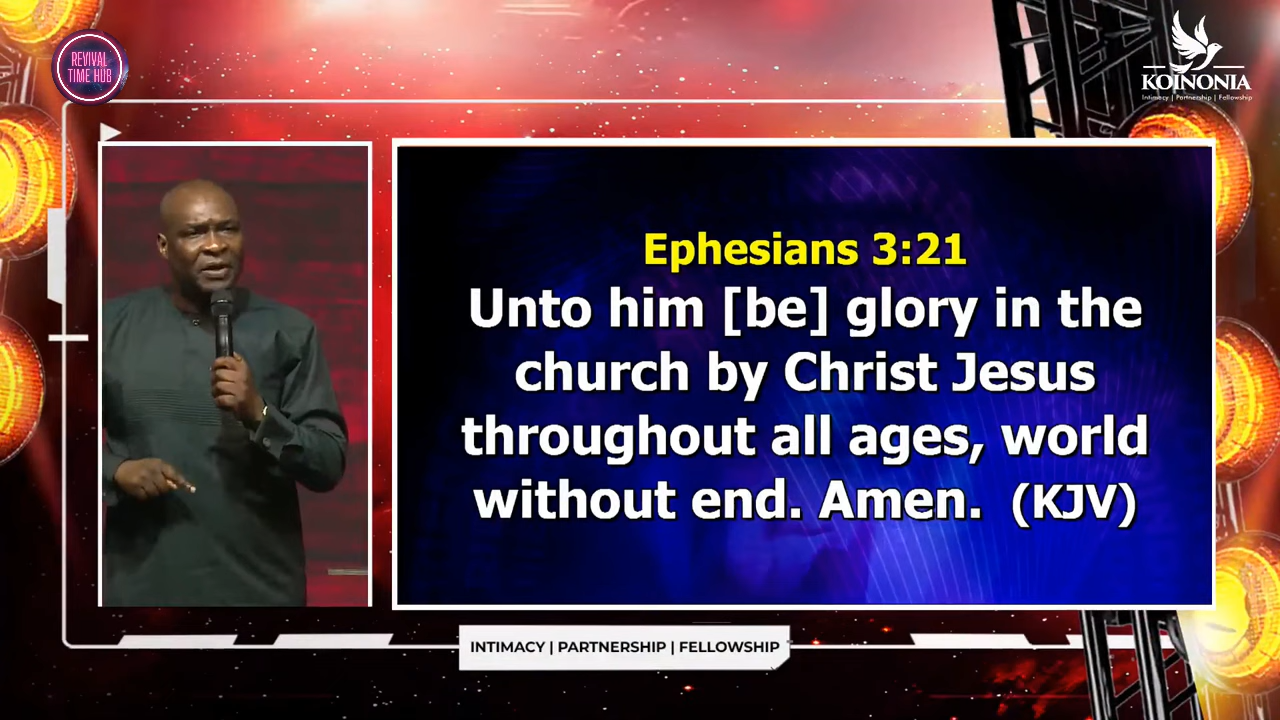 REVIVAL
TIME HUB
KOINONIA
Intimacy | Partnership | Fellowship
Ephesians 3:21
Unto him [be] glory in the
church by Christ Jesus
throughout all ages, world
without end. Amen. (KJV)
INTIMACY | PARTNERSHIP | FELLOWSHIP